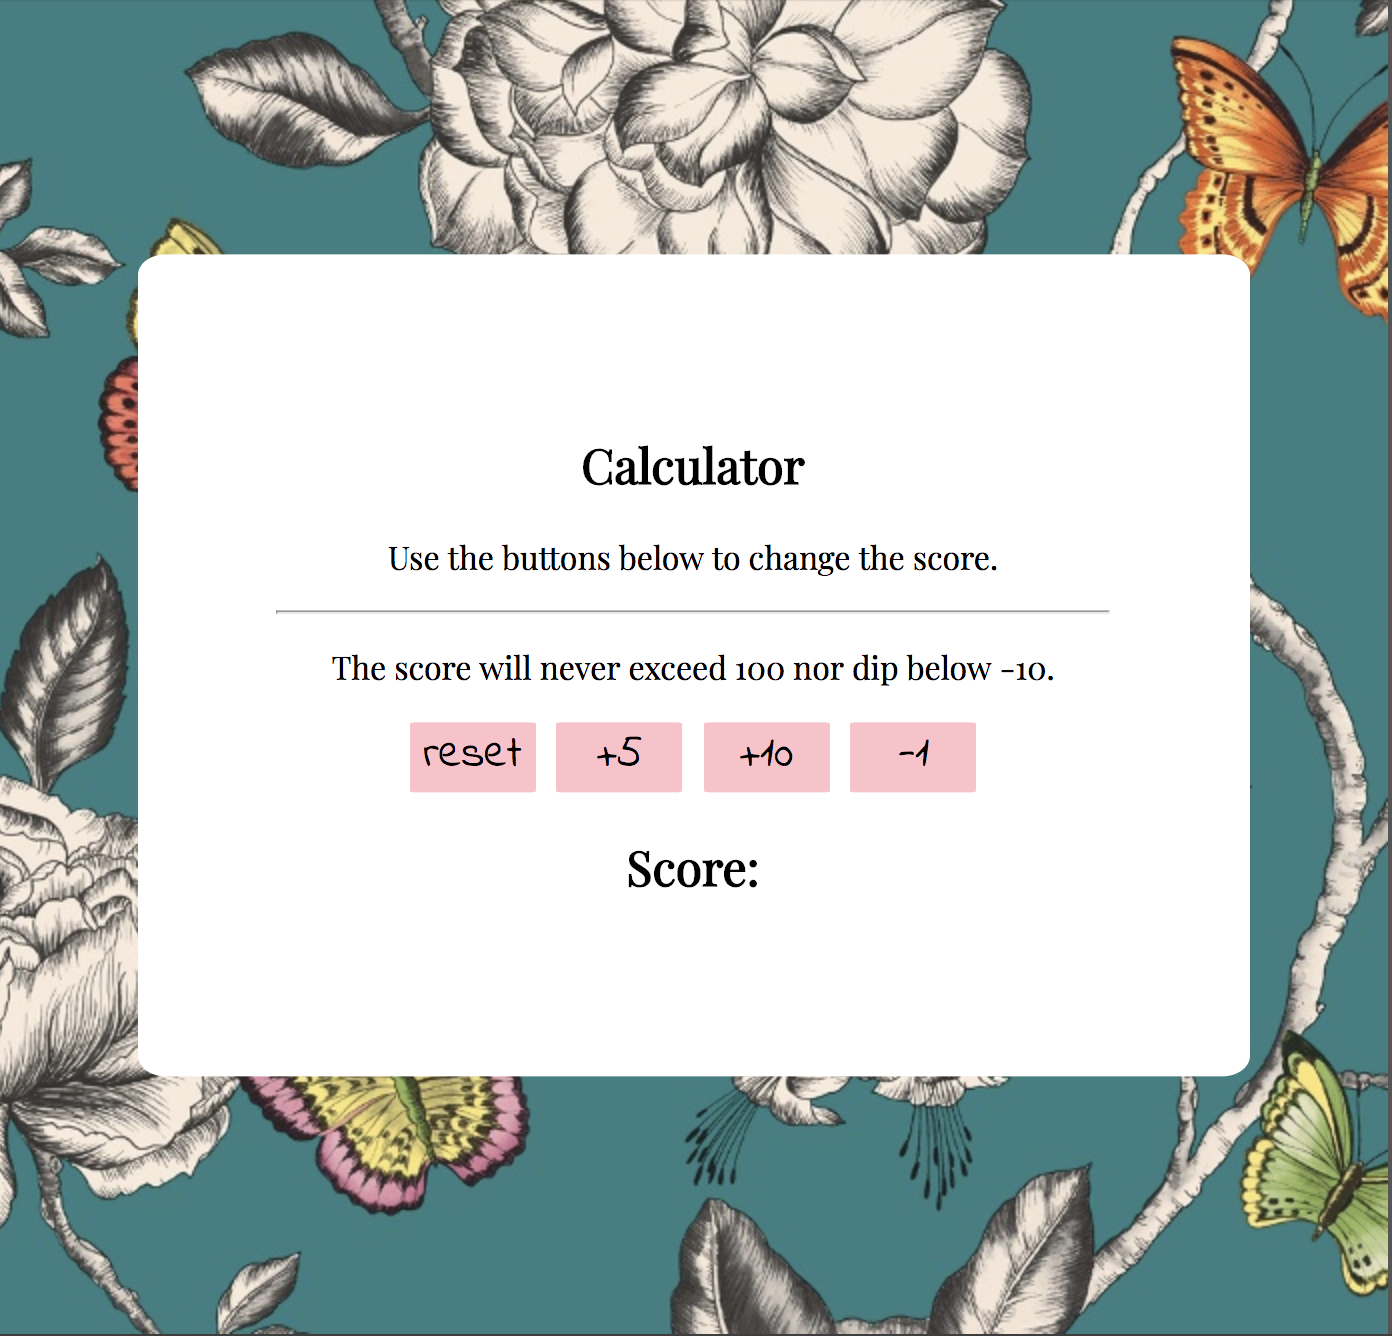 Calculator
Use the buttons below to change the score.
The score will never exceed 100 nor dip below -10.
reset +5 +10 -1
Score: